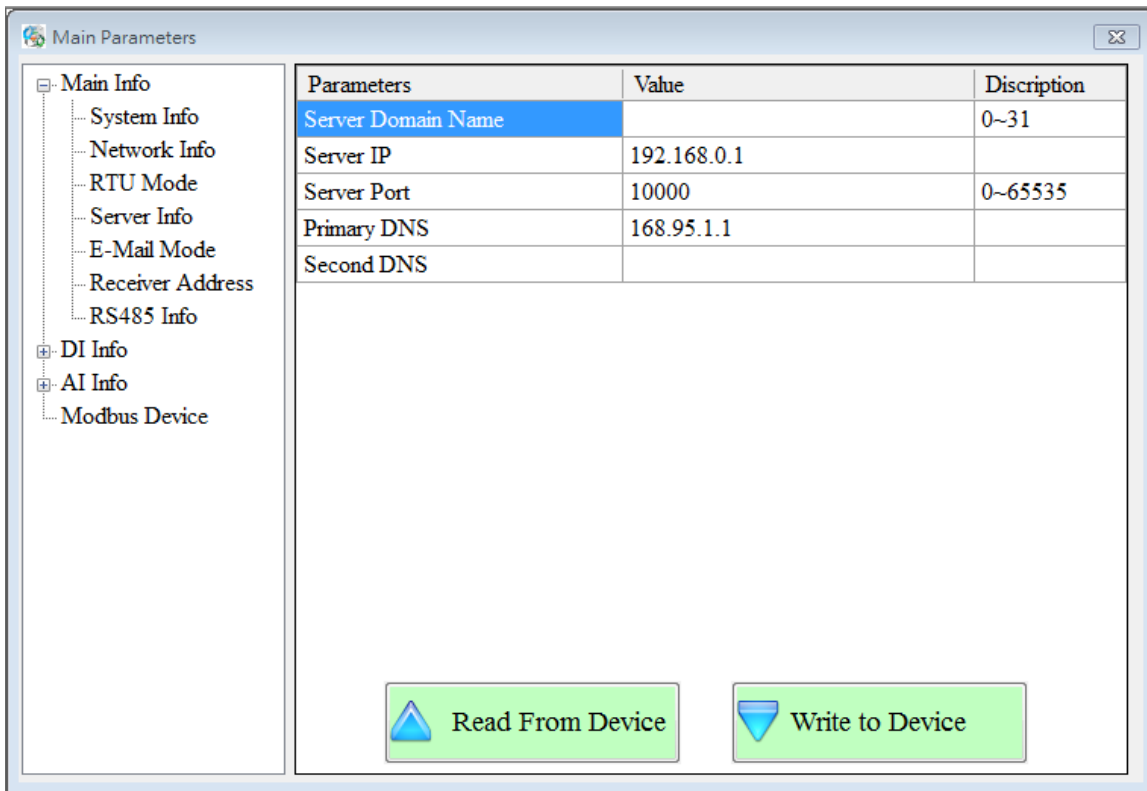 Main Parameters
Main Info
System Info
Network Info
RTU Mode
Server Info
E-Mail Mode
Receiver Address
RS485 Info
DI Info
AI Info
Modbus Device
Parameters Value Discription
Server Domain Name 0~31
Server IP 192.168.0.1
Server Port 10000 0~65535
Primary DNS 168.95.1.1
Second DNS
Read From Device Write to Device